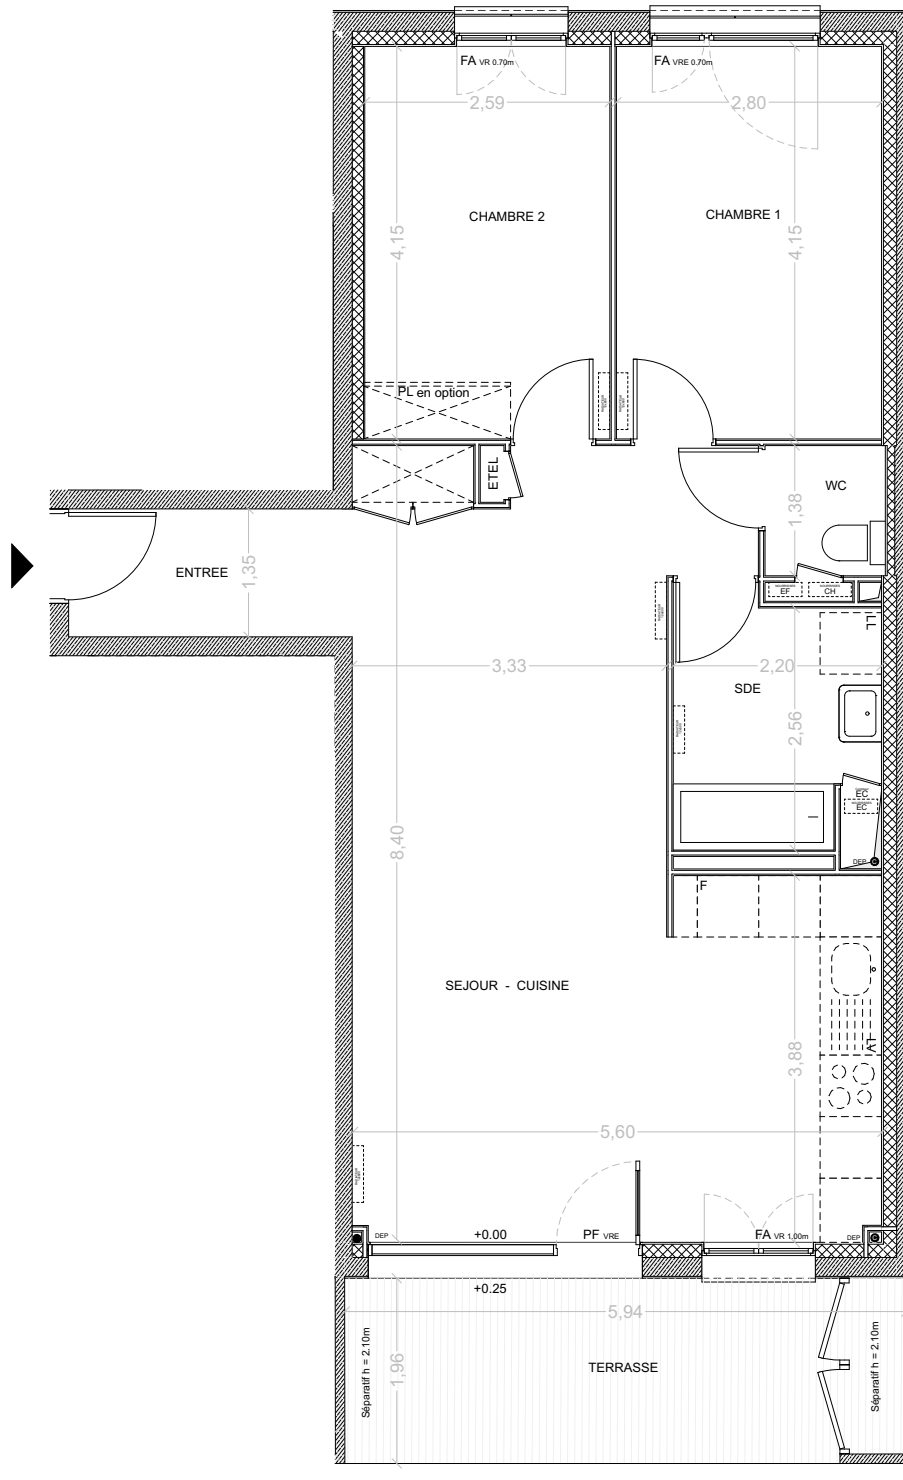 FA VR 0.70m
FA VRE 0.70m
2,59
2,80
CHAMBRE 2
CHAMBRE 1
4,15
4,15
PL en option
ETEL
WC
1,38
ENTREE
1,35
EF
CH
LL
3,33
2,20
SDE
2,56
EC
EC
8,40
DEP
F
SEJOUR - CUISINE
LV
3,88
5,60
DEP
+0.00
PF VRE
FA VR 1.00m
DEP
+0.25
5,94
Séparatif h = 2.10m
1,96
TERRASSE
Séparatif h = 2.10m